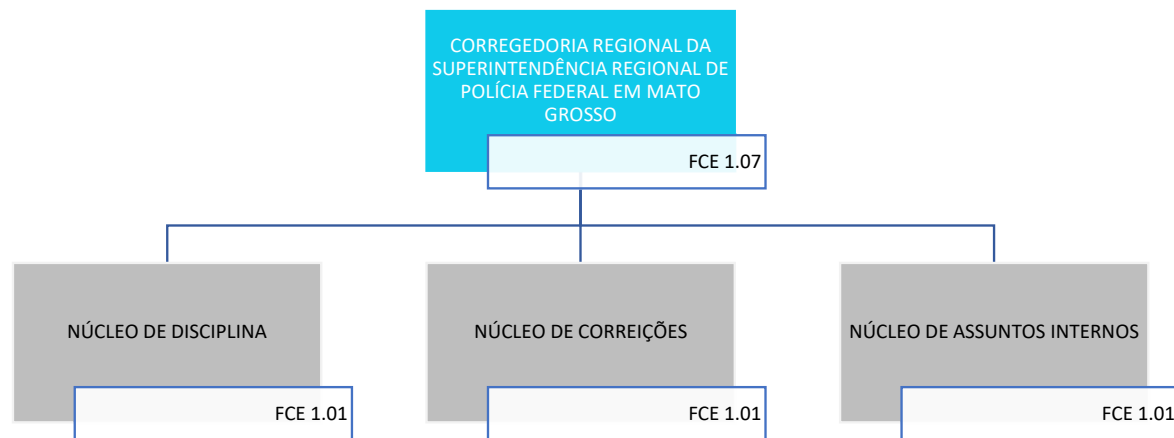 CORREGEDORIA REGIONAL DA
SUPERINTENDÊNCIA REGIONAL DE
POLÍCIA FEDERAL EM MATO
GROSSO
FCE 1.07
NÚCLEO DE DISCIPLINA
FCE 1.01
NÚCLEO DE CORREIÇÕES
FCE 1.01
NÚCLEO DE ASSUNTOS INTERNOS
FCE 1.01